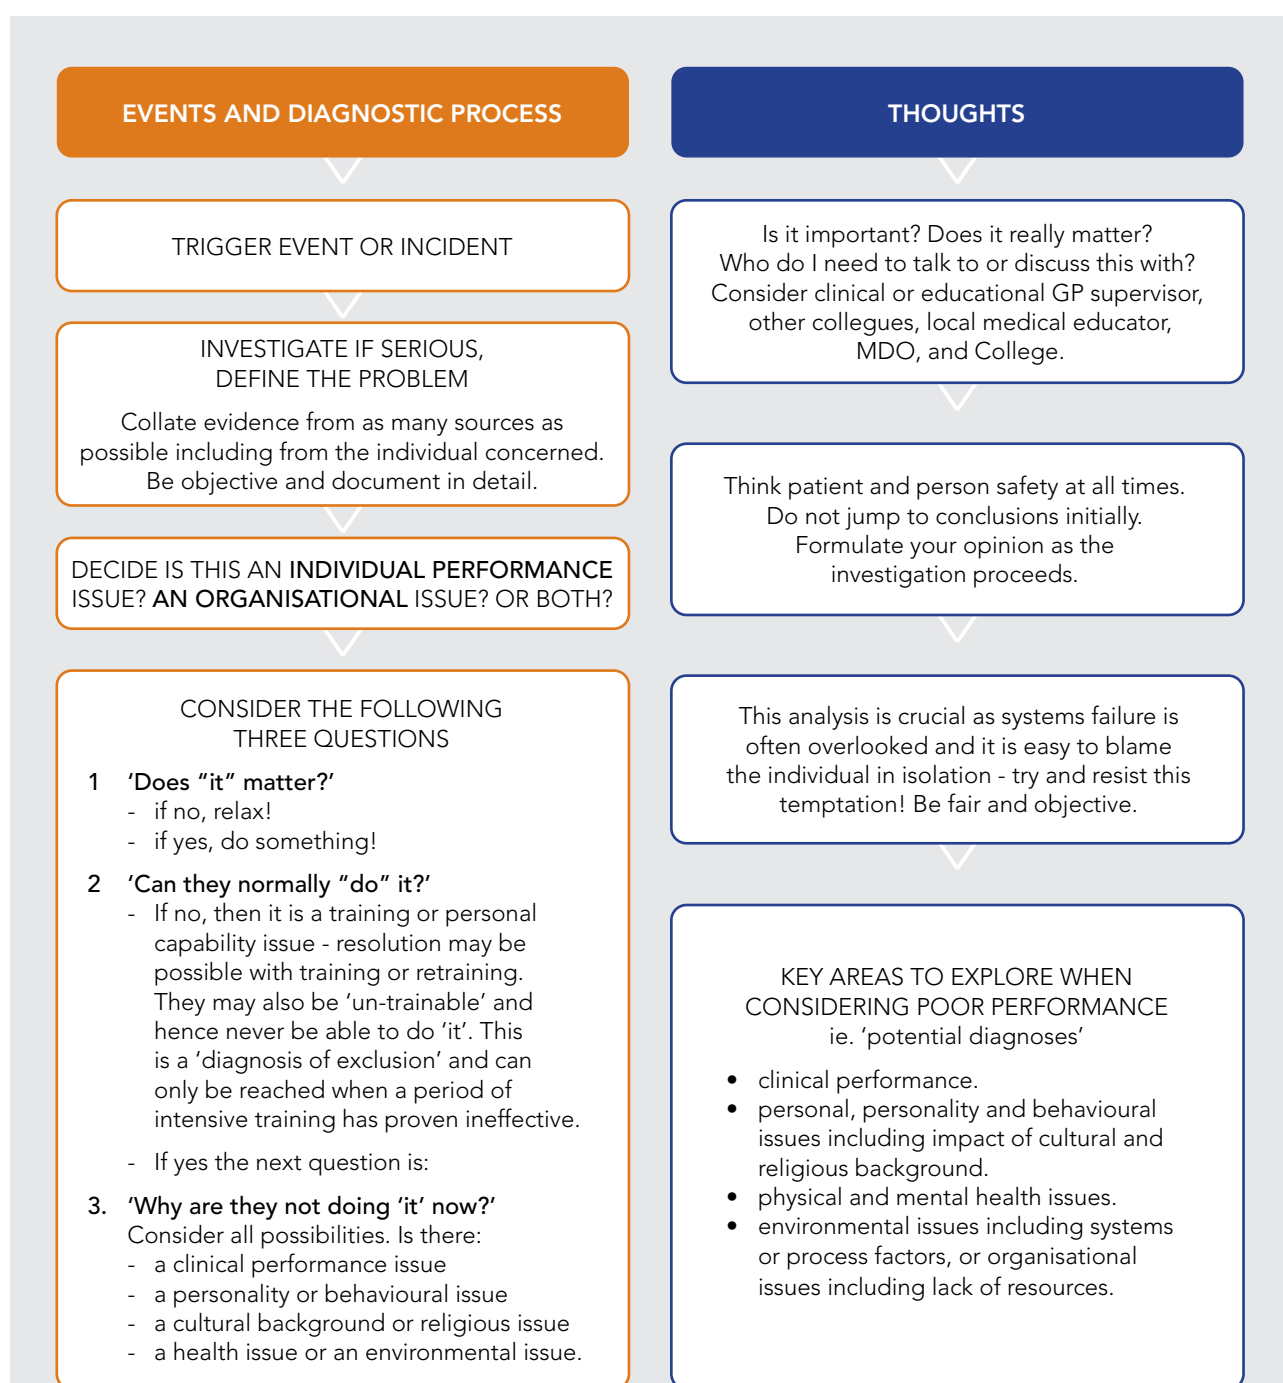 EVENTS AND DIAGNOSTIC PROCESS
TRIGGER EVENT OR INCIDENT
INVESTIGATE IF SERIOUS,
DEFINE THE PROBLEM
Collate evidence from as many sources as
possible including from the individual concerned.
Be objective and document in detail.
DECIDE IS THIS AN INDIVIDUAL PERFORMANCE
ISSUE? AN ORGANISATIONAL ISSUE? OR BOTH?
CONSIDER THE FOLLOWING
THREE QUESTIONS
1 ‘Does “it” matter?’
- if no, relax!
- if yes, do something!
2 ‘Can they normally “do” it?’
- If no, then it is a training or personal
capability issue - resolution may be
possible with training or retraining.
They may also be ‘un-trainable’ and
hence never be able to do ‘it’. This
is a ‘diagnosis of exclusion’ and can
only be reached when a period of
intensive training has proven ineffective.
- If yes the next question is:
3. ‘Why are they not doing ‘it’ now?’
Consider all possibilities. Is there:
- a clinical performance issue
- a personality or behavioural issue
- a cultural background or religious issue
- a health issue or an environmental issue.
THOUGHTS
Is it important? Does it really matter?
Who do I need to talk to or discuss this with?
Consider clinical or educational GP supervisor,
other collegues, local medical educator,
MDO, and College.
Think patient and person safety at all times.
Do not jump to conclusions initially.
Formulate your opinion as the
investigation proceeds.
This analysis is crucial as systems failure is
often overlooked and it is easy to blame
the individual in isolation - try and resist this
temptation! Be fair and objective.
KEY AREAS TO EXPLORE WHEN
CONSIDERING POOR PERFORMANCE
ie. ‘potential diagnoses’
• clinical performance.
• personal, personality and behavioural
issues including impact of cultural and
religious background.
• physical and mental health issues.
• environmental issues including systems
or process factors, or organisational
issues including lack of resources.